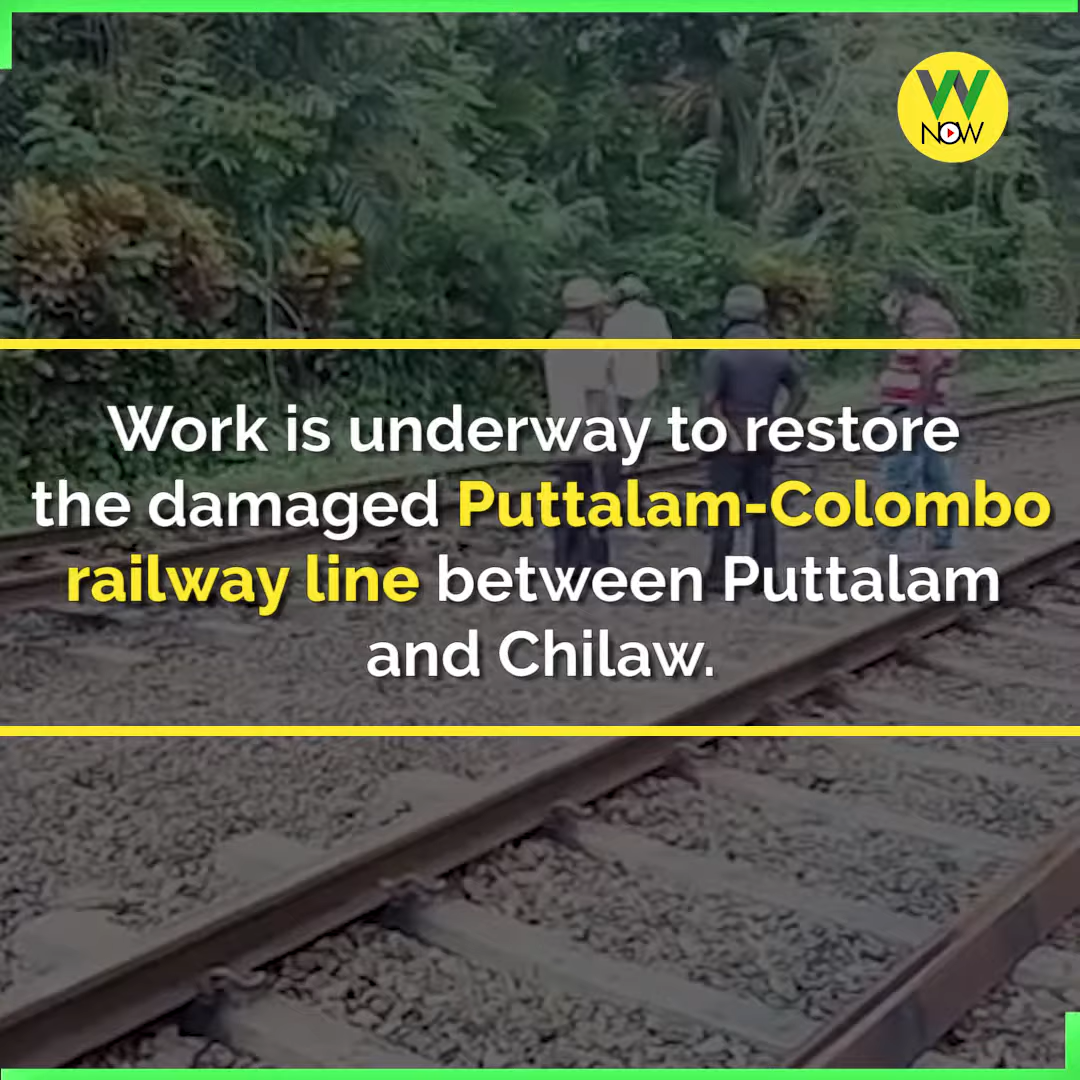 W
NOW
Work is underway to restore
the damaged Puttalam-Colombo
railway line between Puttalam
and Chilaw.